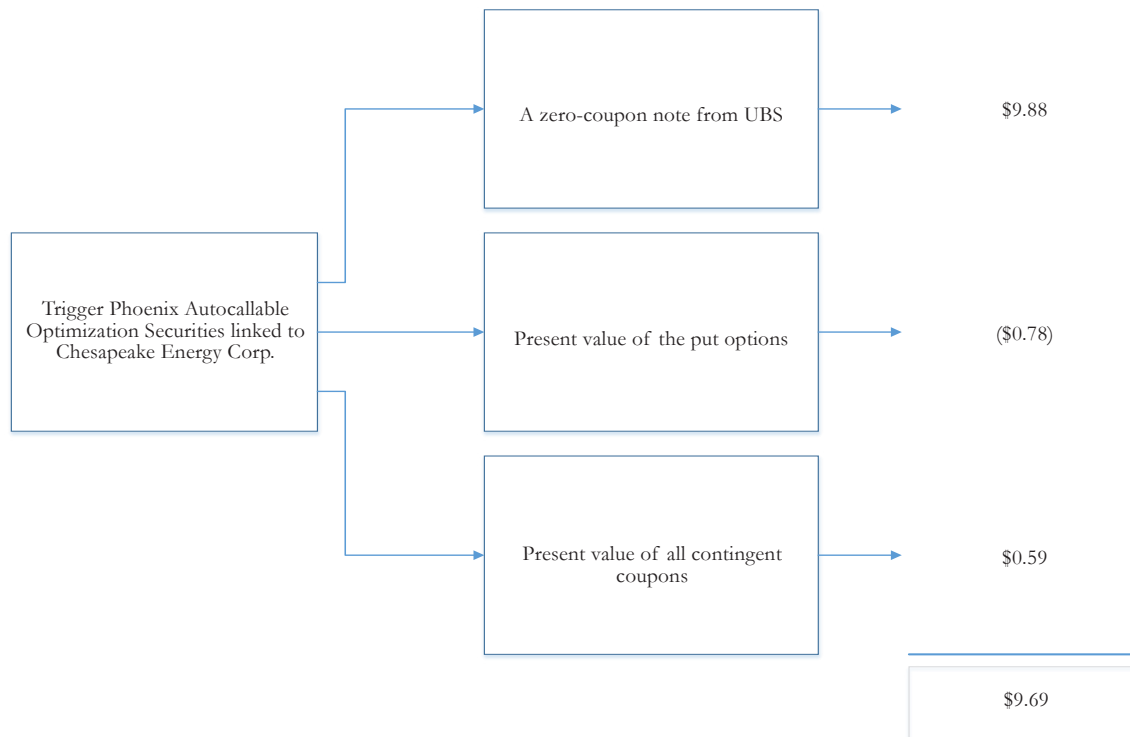 A zero-coupon note from UBS
$9.88
Trigger Phoenix Autocallable
Optimization Securities linked to
Chesapeake Energy Corp.
Present value of the put options
($0.78)
Present value of all contingent
coupons
$0.59
$9.69